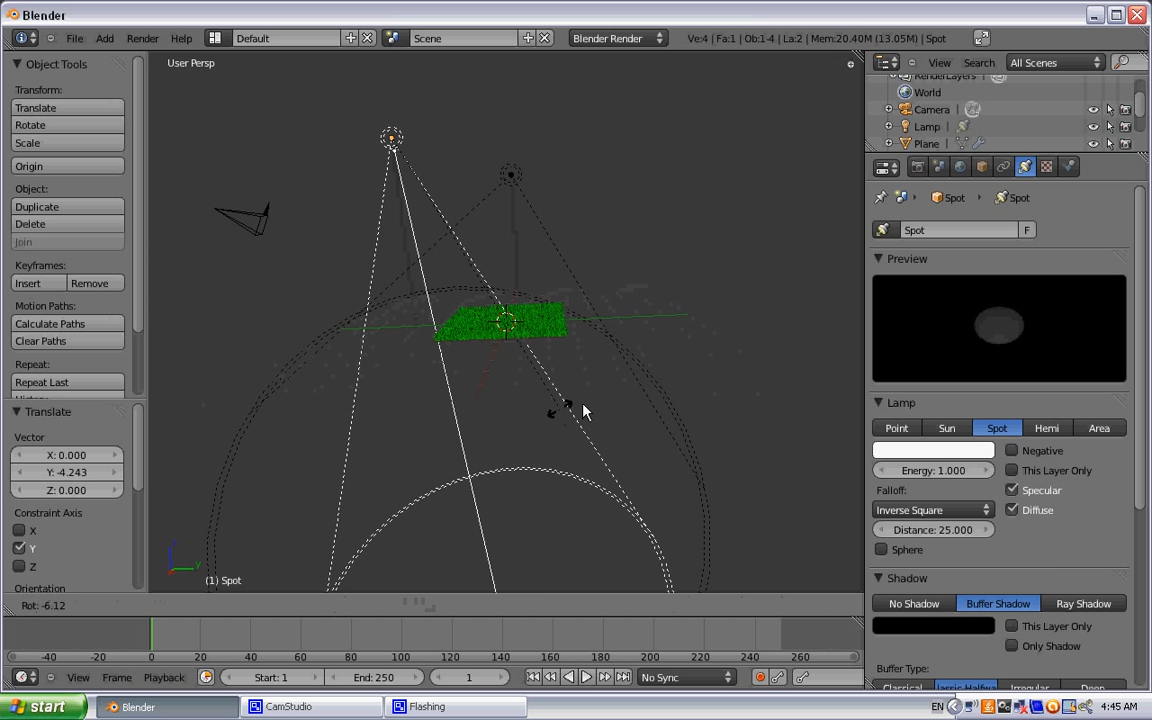 Blender
File Add Render Help Default Scene Blender Render Ve:4 | Fa:1 | Ob:1-4 | La:2 | Mem:20.40M (13.05M) | Spot
User Persp
Object Tools
Transform:
Translate
Rotate
Scale
Origin
Object:
Duplicate
Delete
Join
Keyframes:
Insert Remove
Motion Paths:
Calculate Paths
Clear Paths
Repeat:
Repeat Last
Translate
Vector
X: 0.000
Y: -4.243
Z: 0.000
Constraint Axis
X
Y
Z
Orientation
(1) Spot
Rot: -6.12
View Search All Scenes
RenderLayers
World
Camera
Lamp
Plane
Spot Spot
Spot F
Preview
Lamp
Point Sun Spot Hemi Area
Negative
Energy: 1.000 This Layer Only
Falloff: Specular
Inverse Square Diffuse
Distance: 25.000
Sphere
Shadow
No Shadow Buffer Shadow Ray Shadow
This Layer Only
Only Shadow
Buffer Type:
-40 -20 0 20 40 60 80 100 120 140 160 180 200 220 240 260
View Frame Playback Start: 1 End: 250 1 No Sync
start Blender CamStudio Flashing EN 4:45 AM